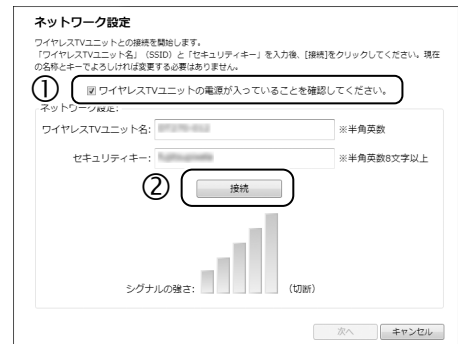 ネットワーク設定
ワイヤレスTVユニットとの接続を開始します。
「ワイヤレスTVユニット名」(SSID)と「セキュリティキー」を入力後、[接続]をクリックしてください。現在
の名称とキーでよろしければ変更する必要はありません。
① ワイヤレスTVユニットの電源が入っていることを確認してください。
ネットワーク設定:
ワイヤレスTVユニット名: ※半角英数
セキュリティキー: ※半角英数8文字以上
② 接続
シグナルの強さ: (切断)
次へ キャンセル